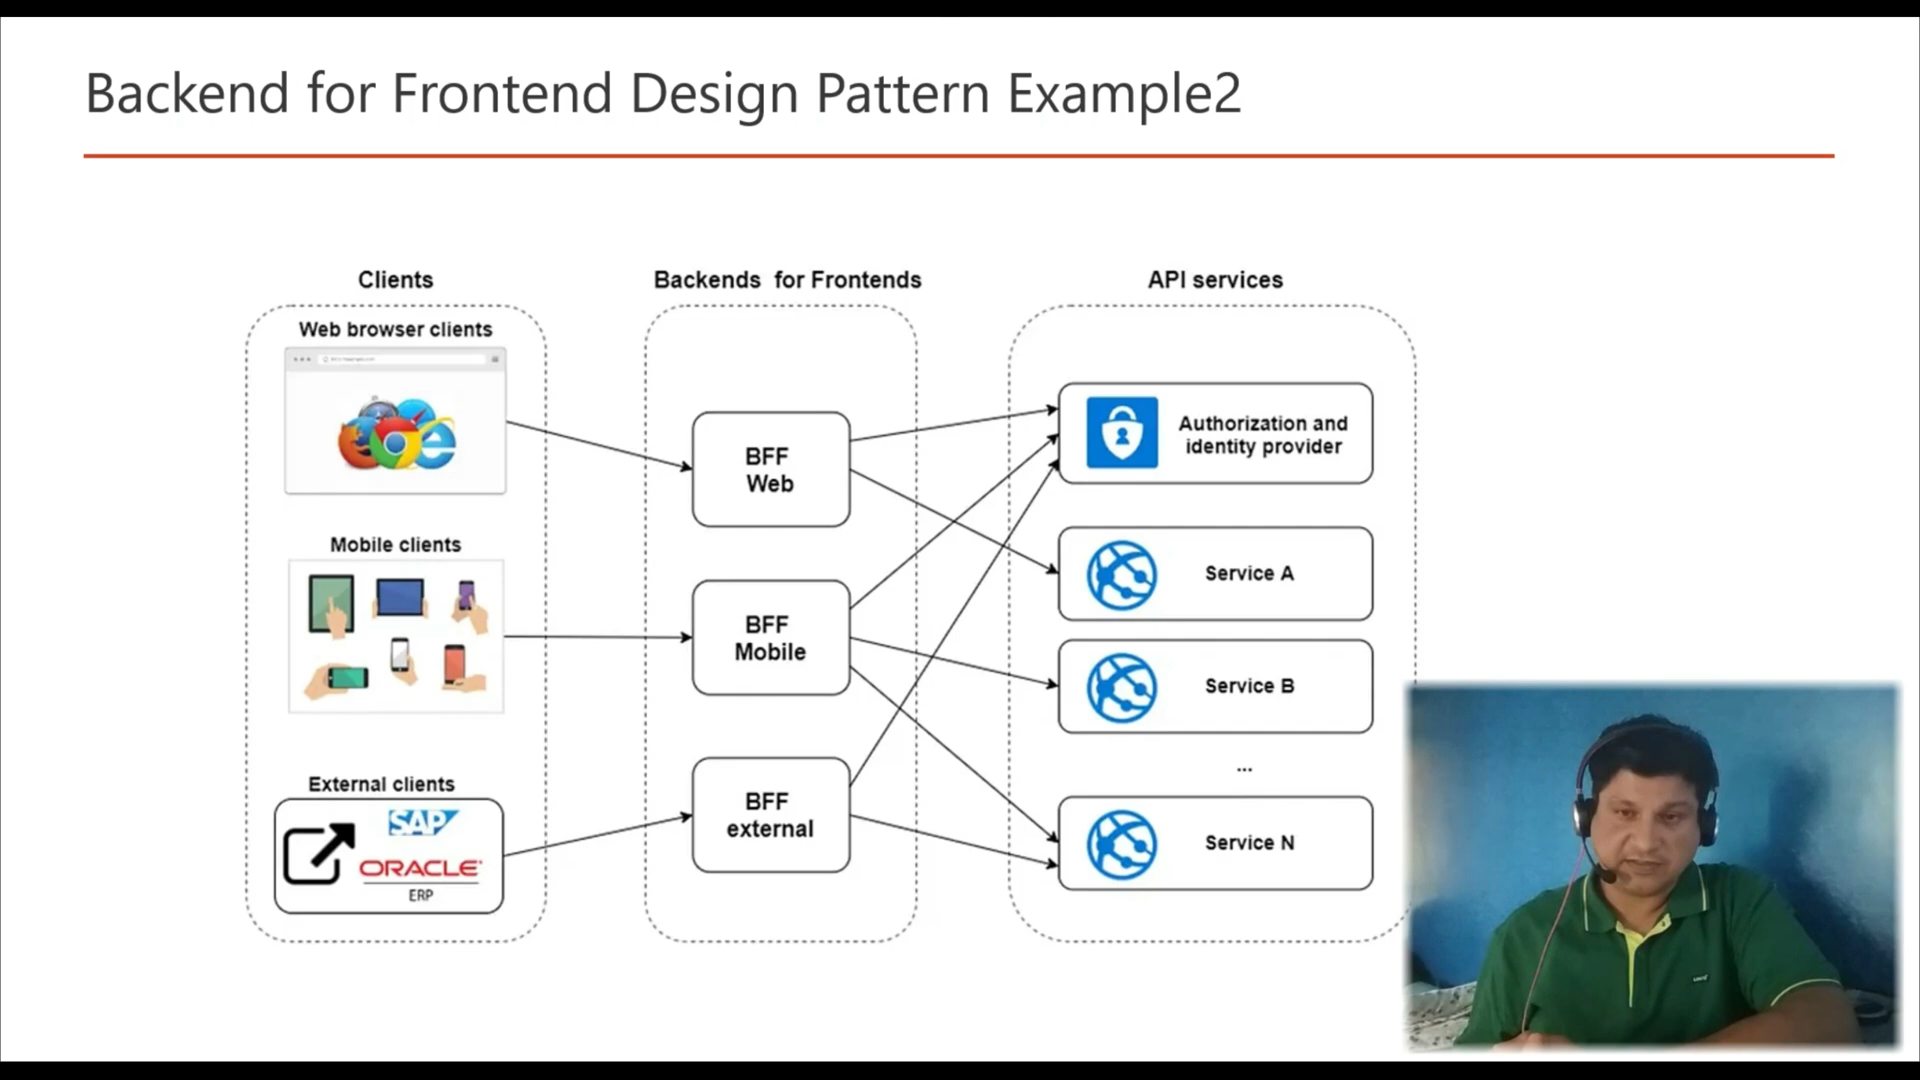 Backend for Frontend Design Pattern Example2
Clients
Backends for Frontends
API services
Web browser clients
BFF
Web
Authorization and
identity provider
Mobile clients
BFF
Mobile
Service A
Service B
...
External clients
SAP
ORACLE
ERP
BFF
external
Service N